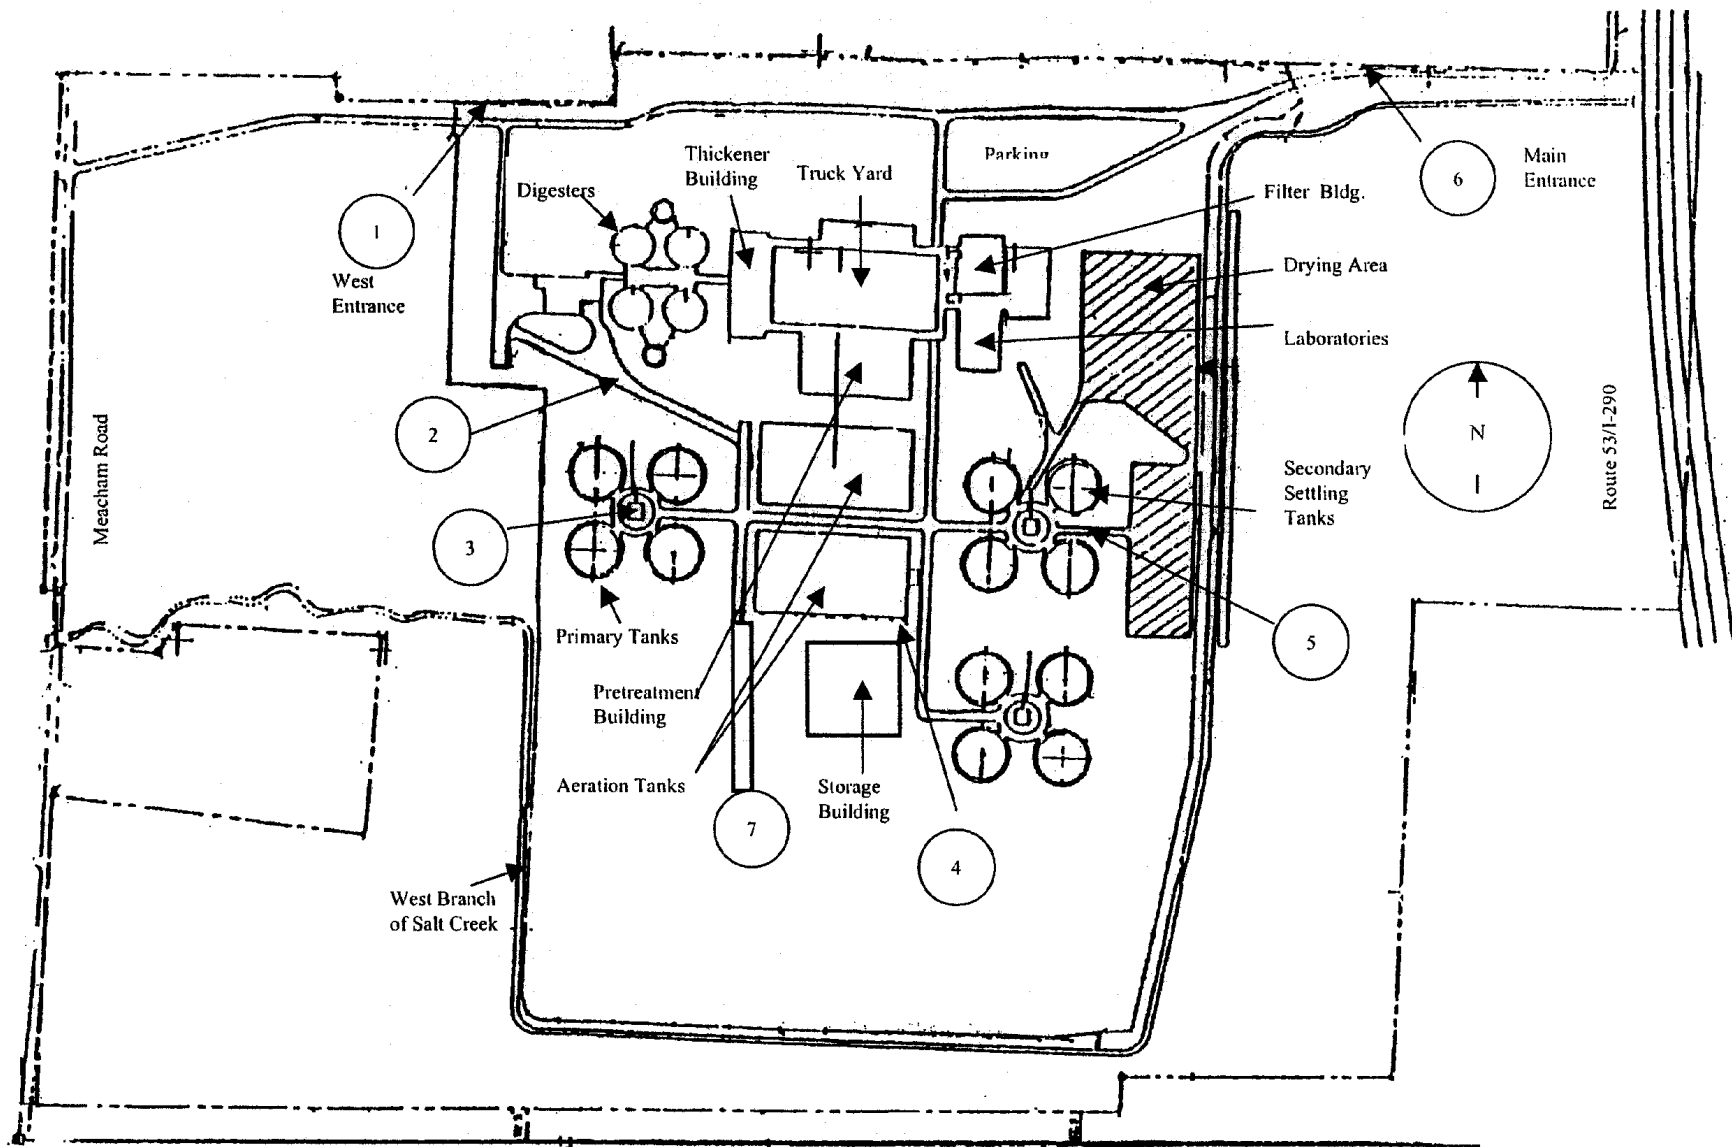 Thickener
Building
Truck Yard
Parking
Digesters
6
Main
Entrance
Filter Bldg.
1
West
Entrance
Drying Area
Laboratories
2
Meacham Road
N
Route 53/I-290
Secondary
Settling
Tanks
3
Primary Tanks
5
Pretreatment
Building
Aeration Tanks
Storage
Building
7
4
West Branch
of Salt Creek